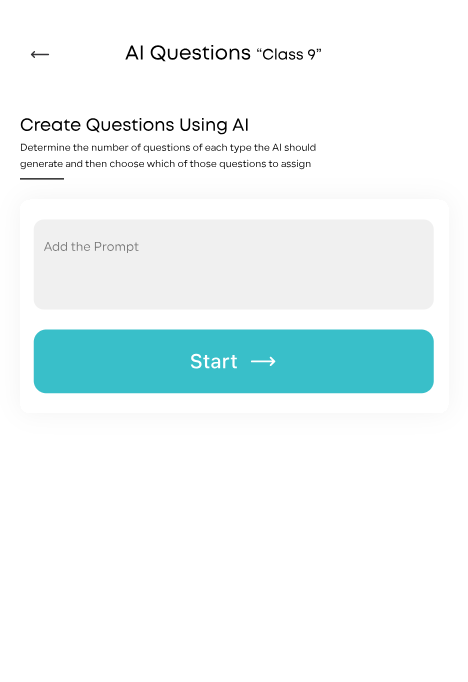 AI Questions “Class 9”
Create Questions Using AI
Determine the number of questions of each type the AI should
generate and then choose which of those questions to assign
Add the Prompt
Start